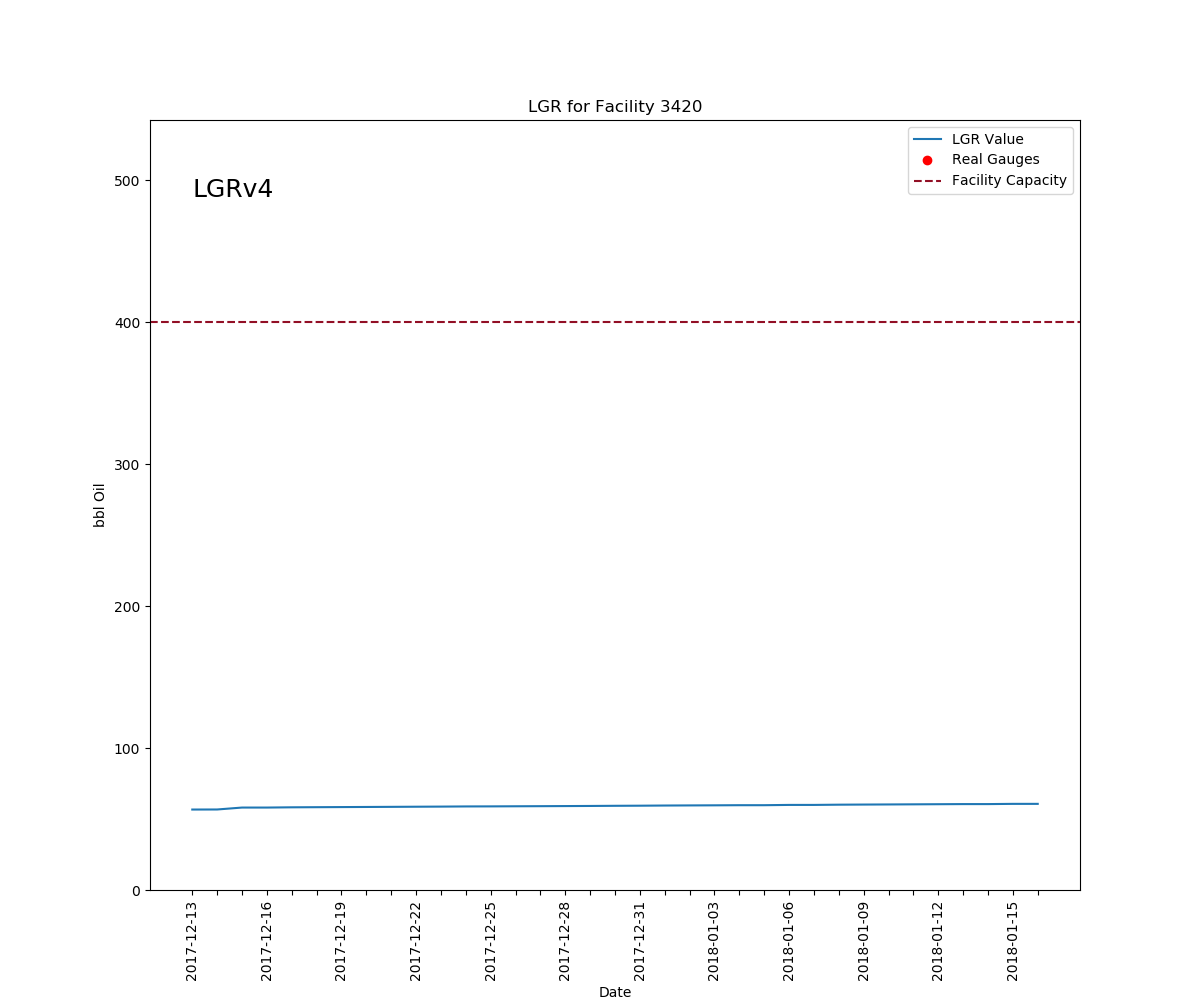 LGR for Facility 3420
LGRv4
LGR Value
Real Gauges
Facility Capacity
bbl Oil
500
400
300
200
100
0
2017-12-13
2017-12-16
2017-12-19
2017-12-22
2017-12-25
2017-12-28
2017-12-31
2018-01-03
2018-01-06
2018-01-09
2018-01-12
2018-01-15
Date